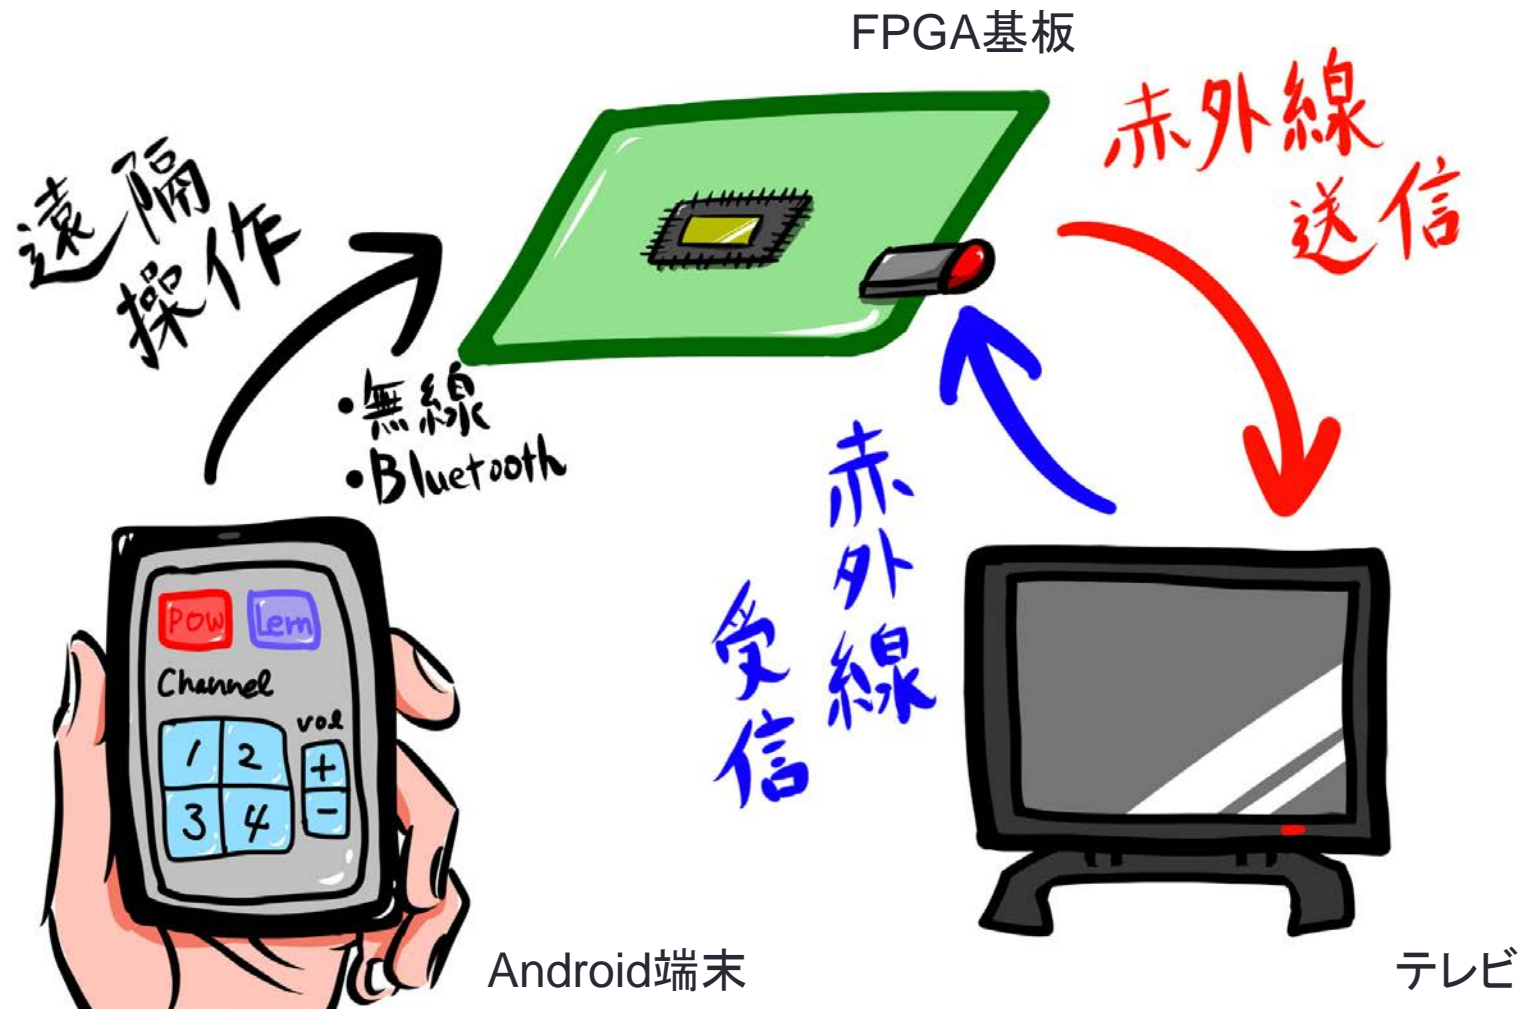 FPGA基板
赤外線
送信
遠隔
操作
・無線
・Bluetooth
赤外線
受信
POW
Lern
Channel
vol
1 2
+
3 4
-
Android端末
テレビ